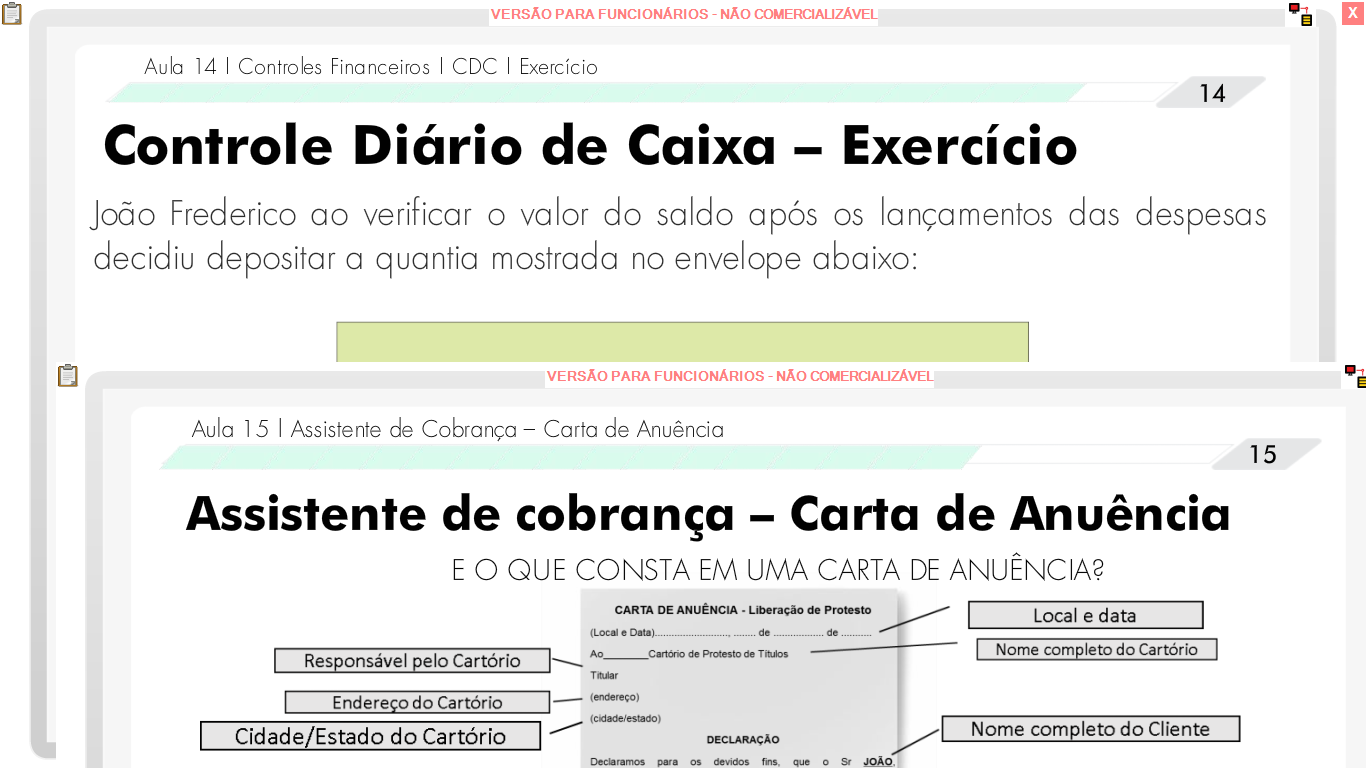 VERSÃO PARA FUNCIONÁRIOS - NÃO COMERCIALIZÁVEL
X
Aula 14 | Controles Financeiros | CDC | Exercício
14
Controle Diário de Caixa – Exercício
João Frederico ao verificar o valor do saldo após os lançamentos das despesas
decidiu depositar a quantia mostrada no envelope abaixo:
VERSÃO PARA FUNCIONÁRIOS - NÃO COMERCIALIZÁVEL
Aula 15 | Assistente de Cobrança – Carta de Anuência
15
Assistente de cobrança – Carta de Anuência
E O QUE CONSTA EM UMA CARTA DE ANUÊNCIA?
CARTA DE ANUÊNCIA - Liberação de Protesto
Local e data
(Local e Data)..........................., ........ de .................. de ...........
Nome completo do Cartório
Ao________Cartório de Protesto de Títulos
Responsável pelo Cartório
Titular
Endereço do Cartório
(endereço)
Cidade/Estado do Cartório
(cidade/estado)
Nome completo do Cliente
DECLARAÇÃO
Declaramos para os devidos fins, que o Sr JOÃO,